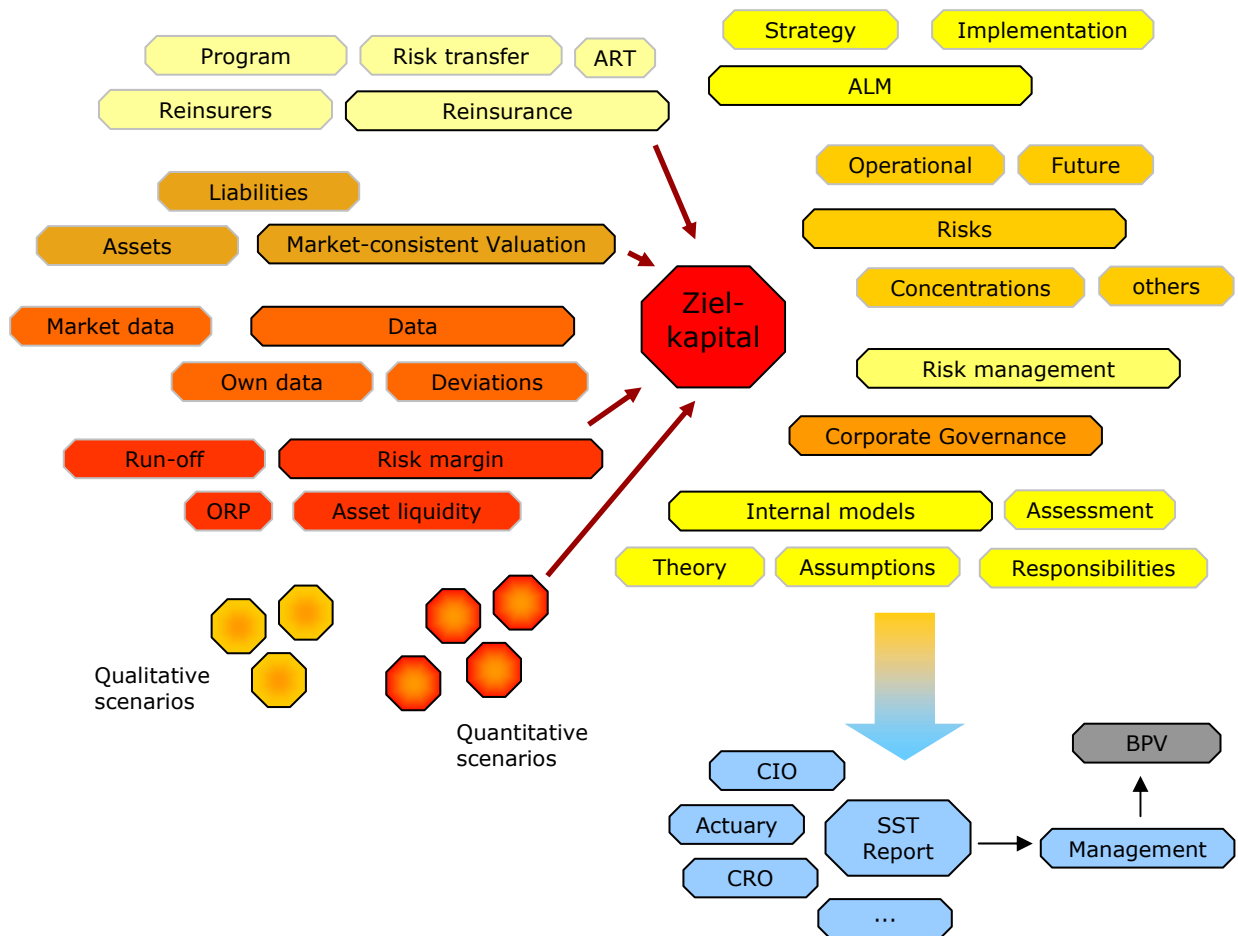 Strategy
Implementation
Program
Risk transfer
ART
ALM
Reinsurers
Reinsurance
Operational
Future
Liabilities
Risks
Assets
Market-consistent Valuation
Concentrations
others
Ziel-
kapital
Market data
Data
Risk management
Own data
Deviations
Corporate Governance
Run-off
Risk margin
ORP
Asset liquidity
Internal models
Assessment
Theory
Assumptions
Responsibilities
Qualitative
scenarios
Quantitative
scenarios
BPV
CIO
Actuary
SST
Report
Management
CRO
...